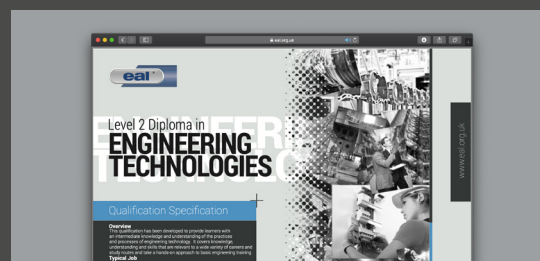 eal.org.uk
eal
Level 2 Diploma in
ENGINEERING
TECHNOLOGIES
www.eal.org.uk
Qualification Specification
Overview
This qualification has been developed to provide learners with
an intermediate knowledge and understanding of the practices
and processes of engineering technology. It covers knowledge,
understanding and skills that are relevant to a wide variety of careers and
study routes and take a hands-on approach to basic engineering training
Typical Job